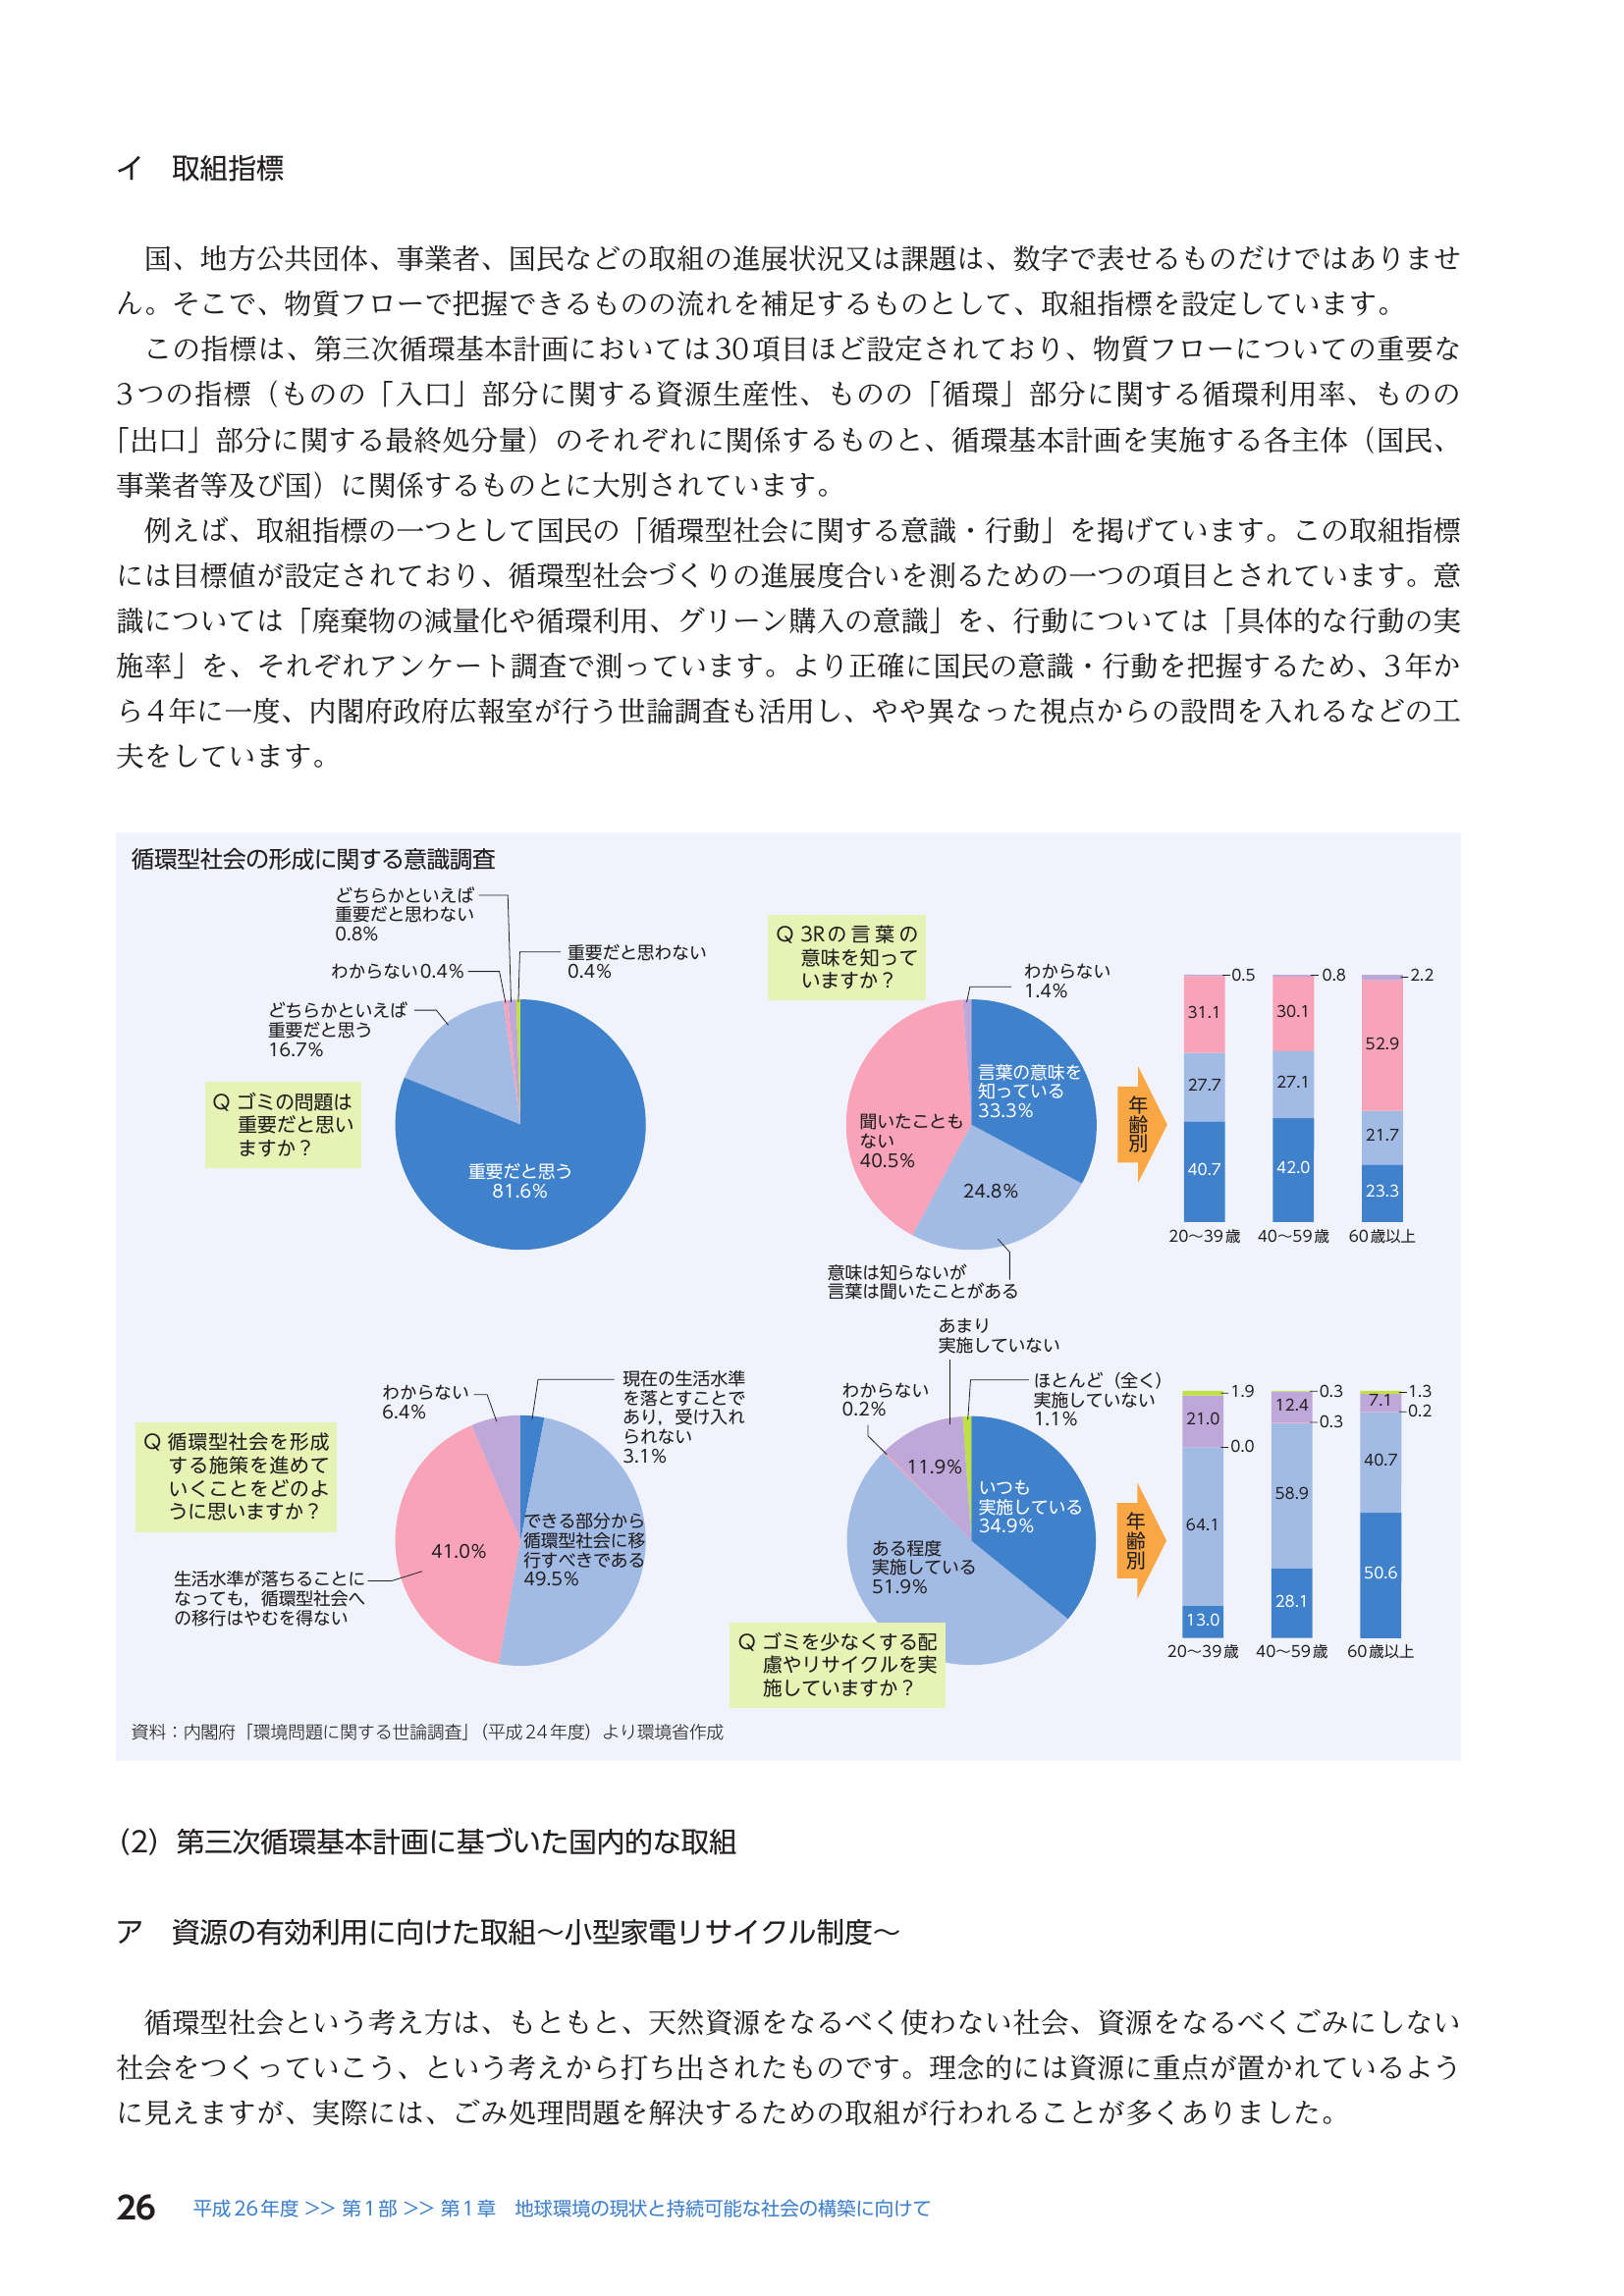 イ　取組指標
国、地方公共団体、事業者、国民などの取組の進展状況又は課題は、数字で表せるものだけではありませ
ん。そこで、物質フローで把握できるものの流れを補足するものとして、取組指標を設定しています。
この指標は、第三次循環基本計画においては30項目ほど設定されており、物質フローについての重要な
3つの指標（ものの「入口」部分に関する資源生産性、ものの「循環」部分に関する循環利用率、ものの
「出口」部分に関する最終処分量）のそれぞれに関係するものと、循環基本計画を実施する各主体（国民、
事業者等及び国）に関係するものとに大別されています。
例えば、取組指標の一つとして国民の「循環型社会に関する意識・行動」を掲げています。この取組指標
には目標値が設定されており、循環型社会づくりの進展度合いを測るための一つの項目とされています。意
識については「廃棄物の減量化や循環利用、グリーン購入の意識」を、行動については「具体的な行動の実
施率」を、それぞれアンケート調査で測っています。より正確に国民の意識・行動を把握するため、3年か
ら4年に一度、内閣府政府広報室が行う世論調査も活用し、やや異なった視点からの設問を入れるなどの工
夫をしています。
循環型社会の形成に関する意識調査
どちらかといえば
重要だと思わない
0.8%
重要だと思わない
0.4%
わからない0.4%
どちらかといえば
重要だと思う
16.7%
Q ゴミの問題は
重要だと思い
ますか？
重要だと思う
81.6%
Q 3Rの言葉の
意味を知って
いますか？
わからない
1.4%
言葉の意味を
知っている
33.3%
聞いたことも
ない
40.5%
24.8%
意味は知らないが
言葉は聞いたことがある
年齢別
0.5
31.1
27.7
40.7
20～39歳
0.8
30.1
27.1
42.0
40～59歳
2.2
52.9
21.7
23.3
60歳以上
わからない
6.4%
現在の生活水準
を落とすことで
あり，受け入れ
られない
3.1%
Q 循環型社会を形成
する施策を進めて
いくことをどのよ
うに思いますか？
41.0%
できる部分から
循環型社会に移
行すべきである
49.5%
生活水準が落ちることに
なっても，循環型社会へ
の移行はやむを得ない
あまり
実施していない
わからない
0.2%
ほとんど（全く）
実施していない
1.1%
11.9%
いつも
実施している
34.9%
ある程度
実施している
51.9%
Q ゴミを少なくする配
慮やリサイクルを実
施していますか？
年齢別
1.9
21.0
0.0
64.1
13.0
20～39歳
0.3
12.4
0.3
58.9
28.1
40～59歳
1.3
7.1
0.2
40.7
50.6
60歳以上
資料：内閣府「環境問題に関する世論調査」（平成24年度）より環境省作成
（2）第三次循環基本計画に基づいた国内的な取組
ア　資源の有効利用に向けた取組～小型家電リサイクル制度～
循環型社会という考え方は、もともと、天然資源をなるべく使わない社会、資源をなるべくごみにしない
社会をつくっていこう、という考えから打ち出されたものです。理念的には資源に重点が置かれているよう
に見えますが、実際には、ごみ処理問題を解決するための取組が行われることが多くありました。
26　平成26年度 >> 第1部 >> 第1章　地球環境の現状と持続可能な社会の構築に向けて